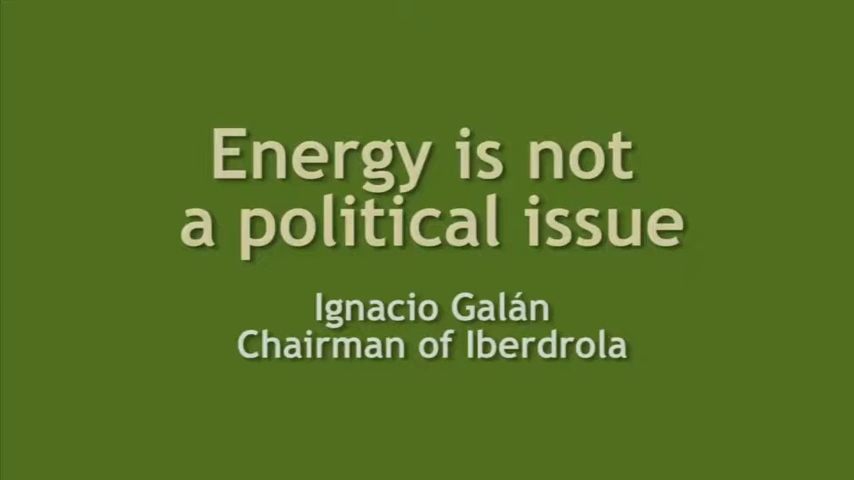 Energy is not
a political issue
Ignacio Galán
Chairman of Iberdrola